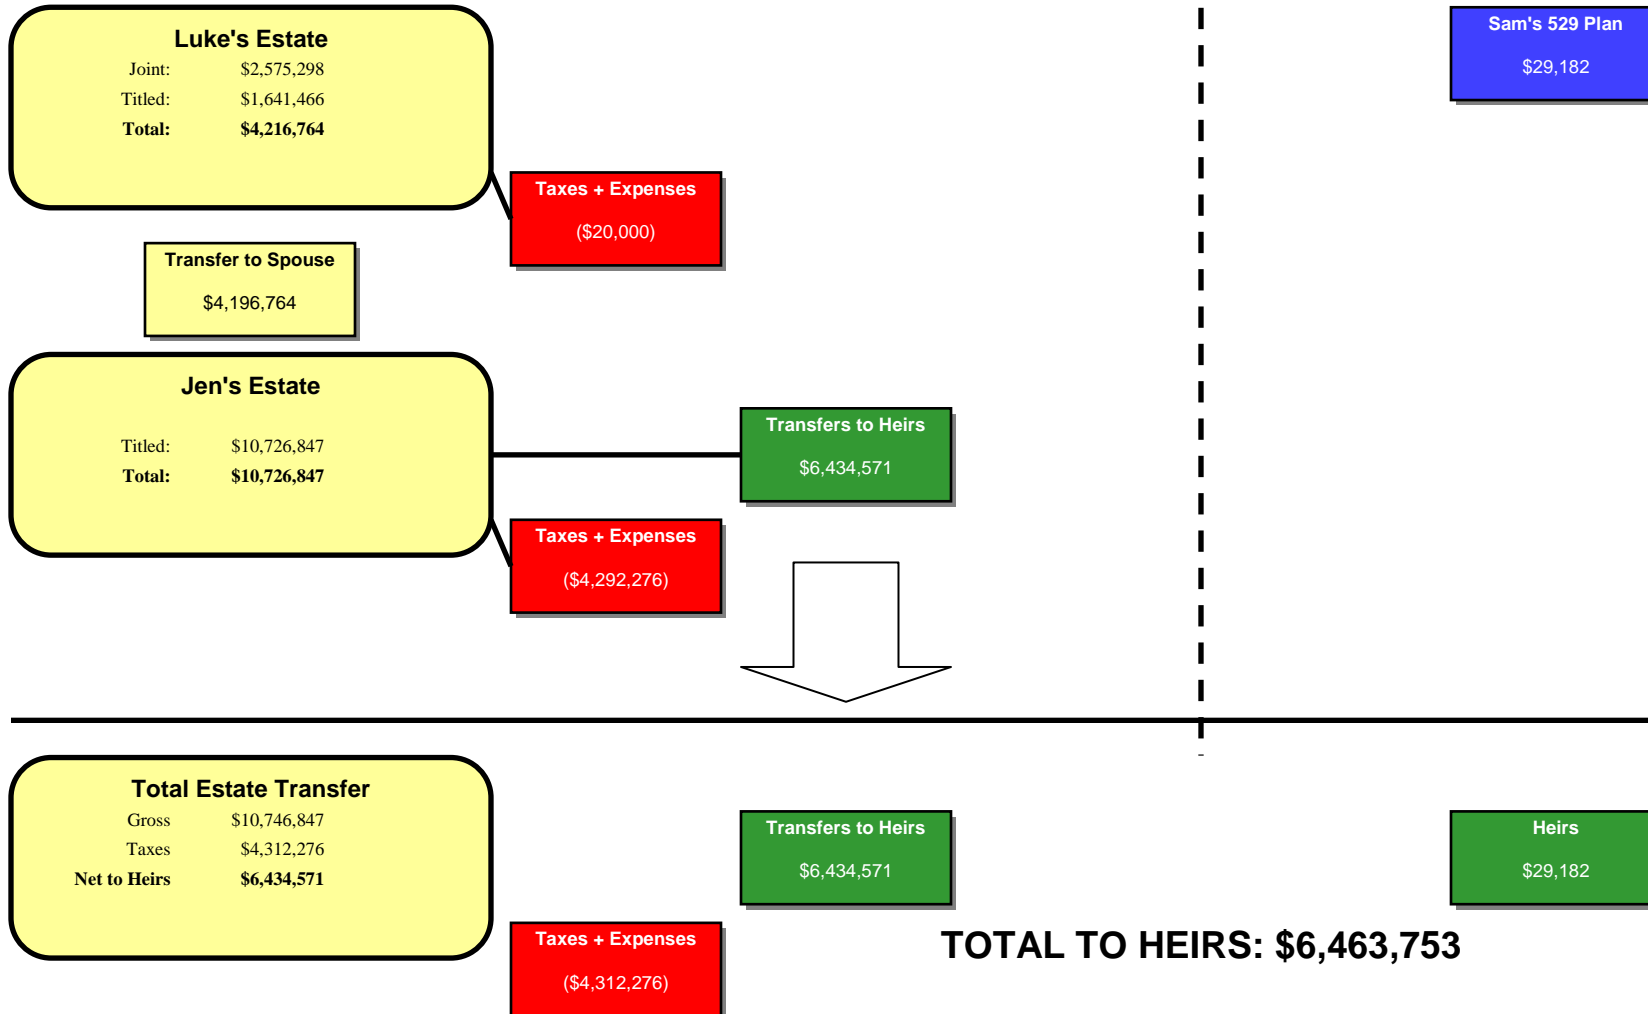 Luke's Estate
Joint: $2,575,298
Titled: $1,641,466
Total: $4,216,764
Sam's 529 Plan
$29,182
Taxes + Expenses
($20,000)
Transfer to Spouse
$4,196,764
Jen's Estate
Titled: $10,726,847
Total: $10,726,847
Transfers to Heirs
$6,434,571
Taxes + Expenses
($4,292,276)
Total Estate Transfer
Gross $10,746,847
Taxes $4,312,276
Net to Heirs $6,434,571
Transfers to Heirs
$6,434,571
Heirs
$29,182
Taxes + Expenses
($4,312,276)
TOTAL TO HEIRS: $6,463,753